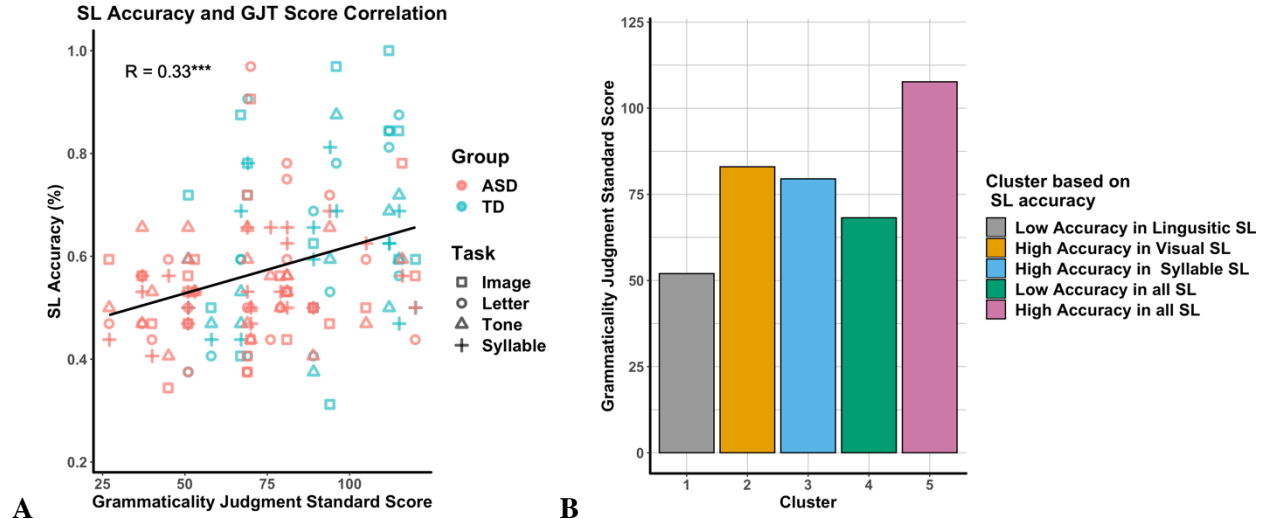 SL Accuracy and GJT Score Correlation
R = 0.33***
1.0
0.8
0.6
0.4
0.2
SL Accuracy (%)
25 50 75 100
Grammaticality Judgment Standard Score
Group
ASD
TD
Task
Image
Letter
Tone
Syllable
A
125
100
75
50
25
0
Grammaticality Judgment Standard Score
1 2 3 4 5
Cluster
Cluster based on
SL accuracy
Low Accuracy in Lingusitic SL
High Accuracy in Visual SL
High Accuracy in Syllable SL
Low Accuracy in all SL
High Accuracy in all SL
B